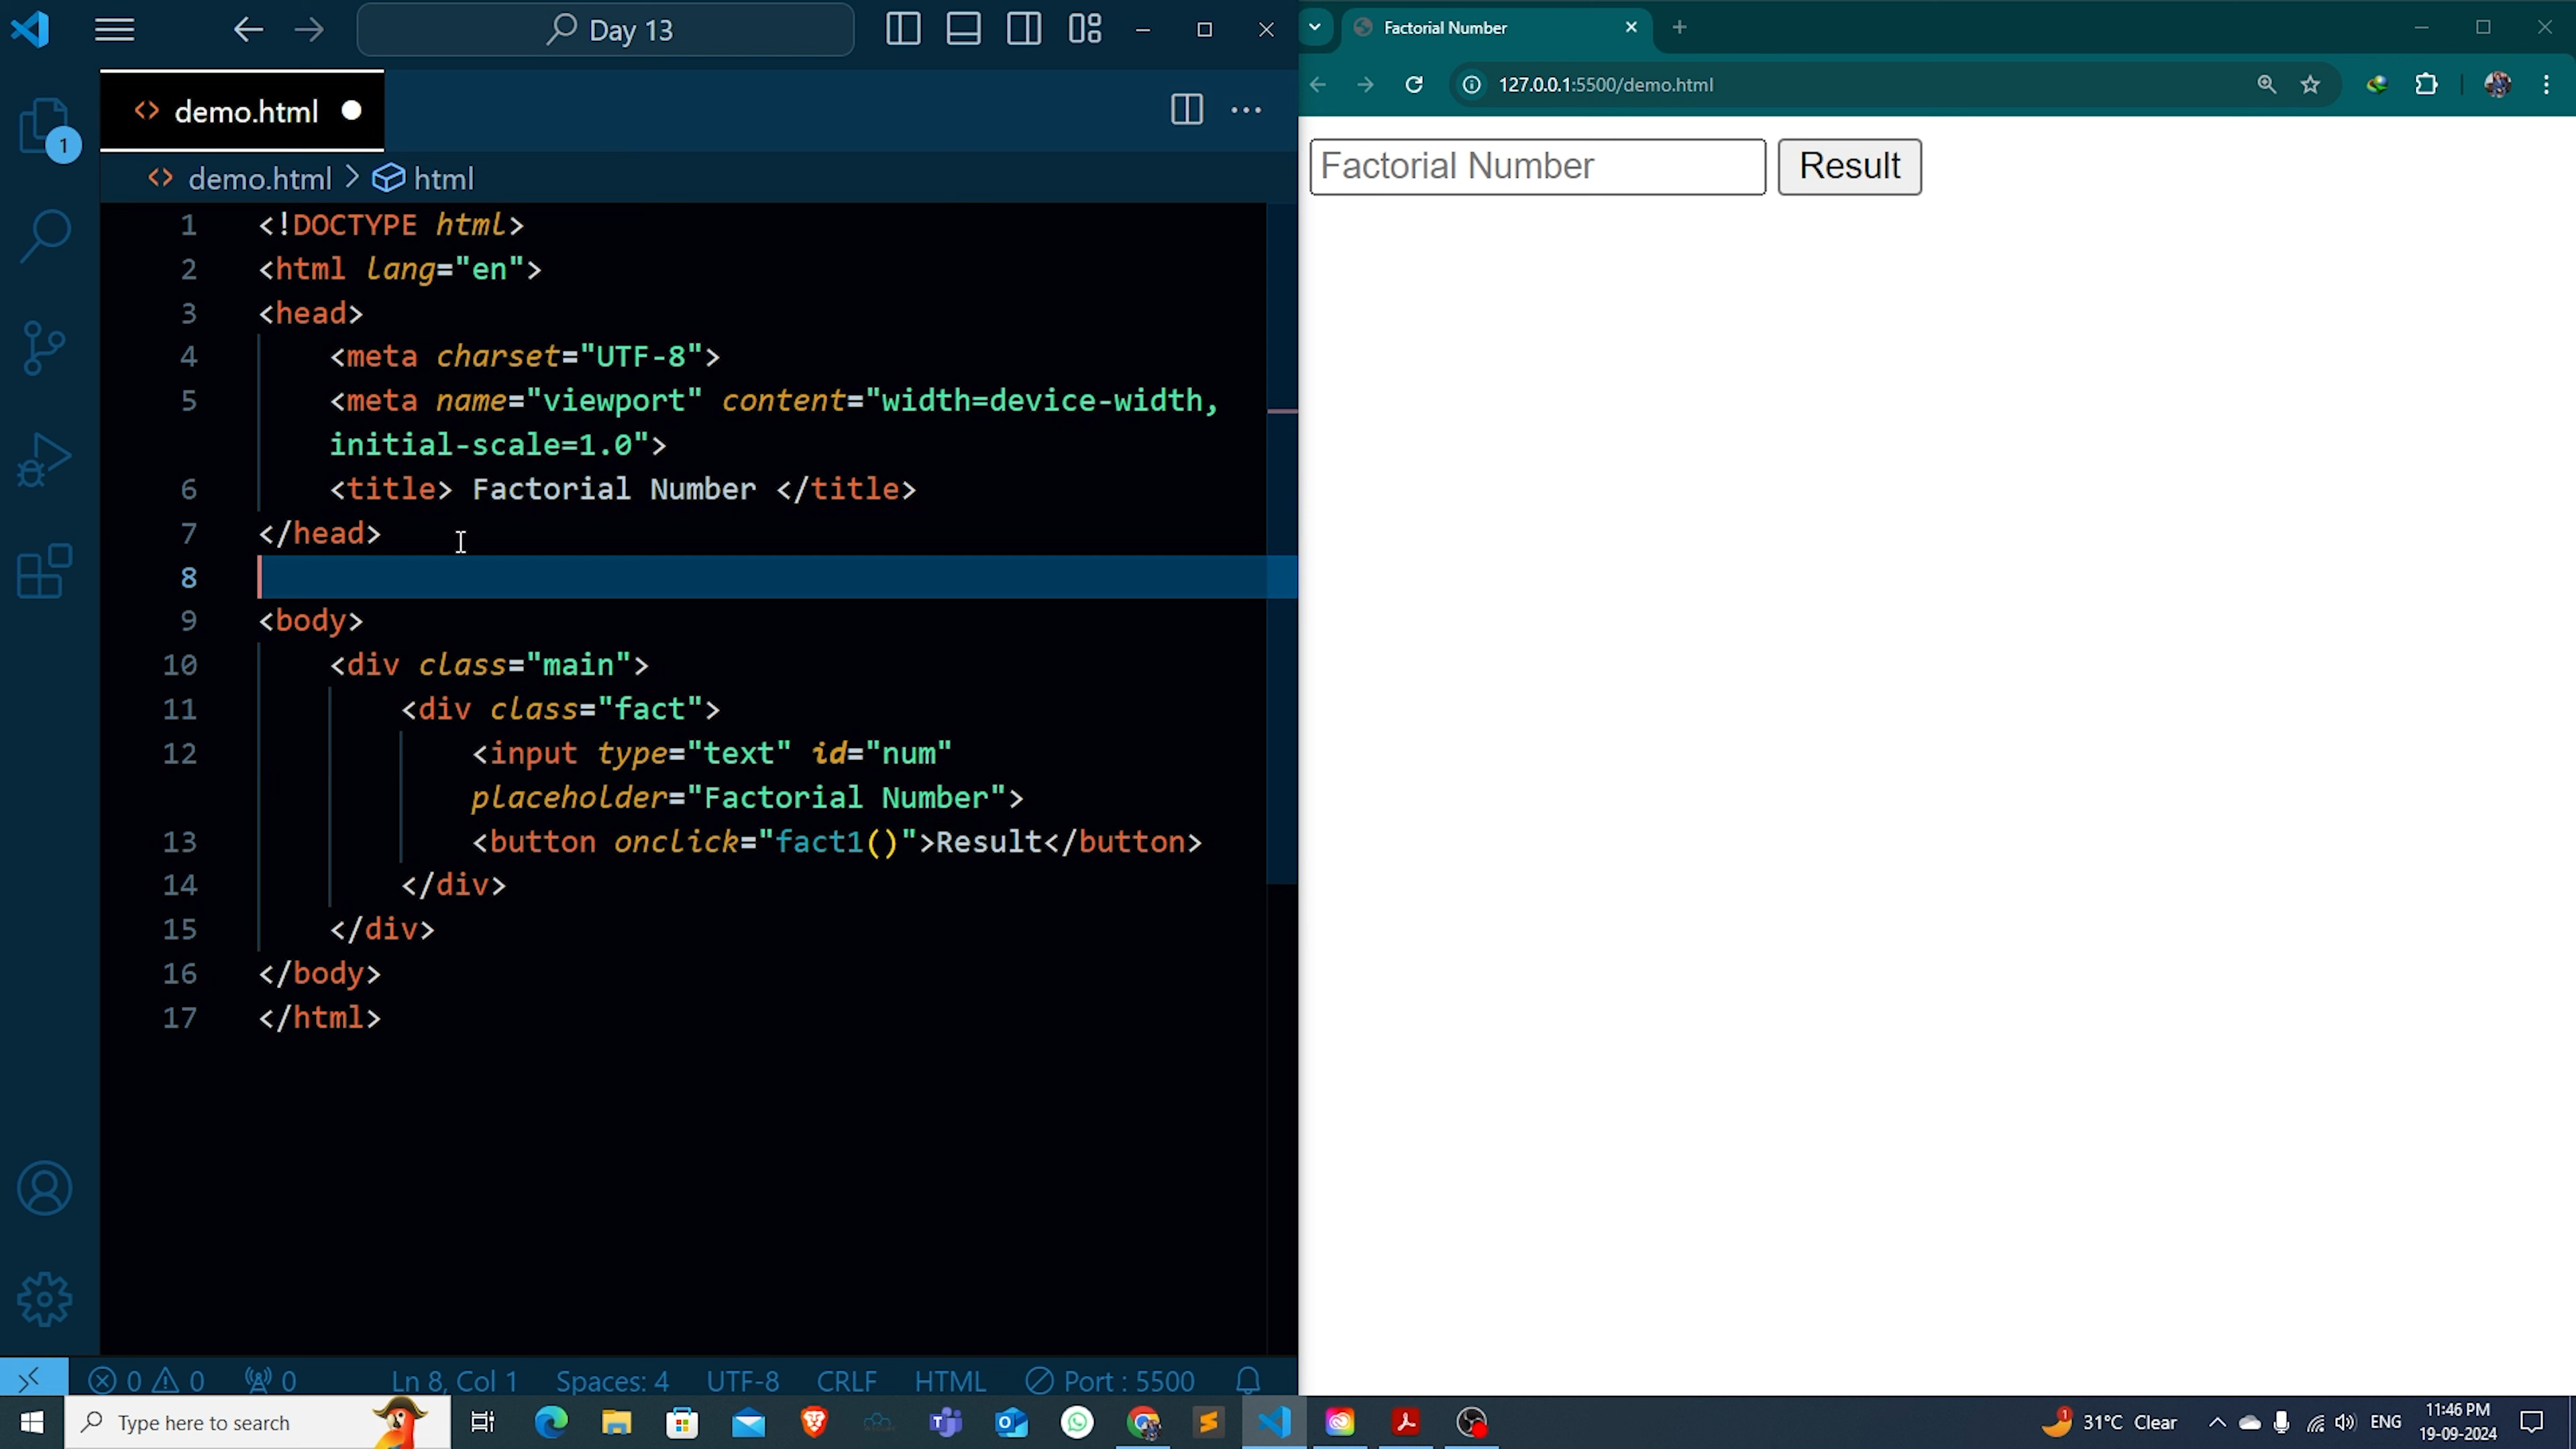 Day 13
demo.html
demo.html > html
1 <!DOCTYPE html>
2 <html lang="en">
3 <head>
4 <meta charset="UTF-8">
5 <meta name="viewport" content="width=device-width,
initial-scale=1.0">
6 <title> Factorial Number </title>
7 </head>
8
9 <body>
10 <div class="main">
11 <div class="fact">
12 <input type="text" id="num"
placeholder="Factorial Number">
13 <button onclick="fact1()">Result</button>
14 </div>
15 </div>
16 </body>
17 </html>
1
0 0 0 Ln 8, Col 1 Spaces: 4 UTF-8 CRLF HTML Port : 5500
Factorial Number
127.0.0.1:5500/demo.html
Factorial Number Result
Type here to search
1 31°C Clear ENG 11:46 PM
19-09-2024